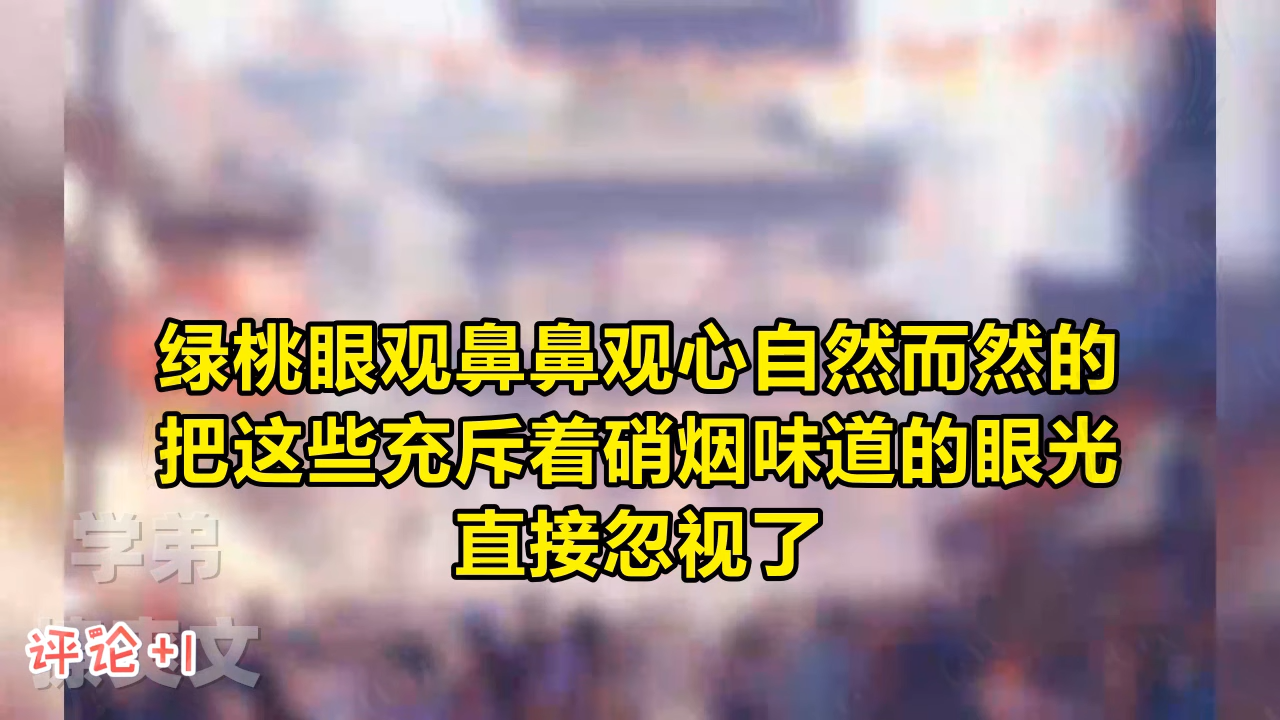 绿桃眼观鼻鼻观心自然而然的
把这些充斥着硝烟味道的眼光
直接忽视了
学弟
评论+1
文